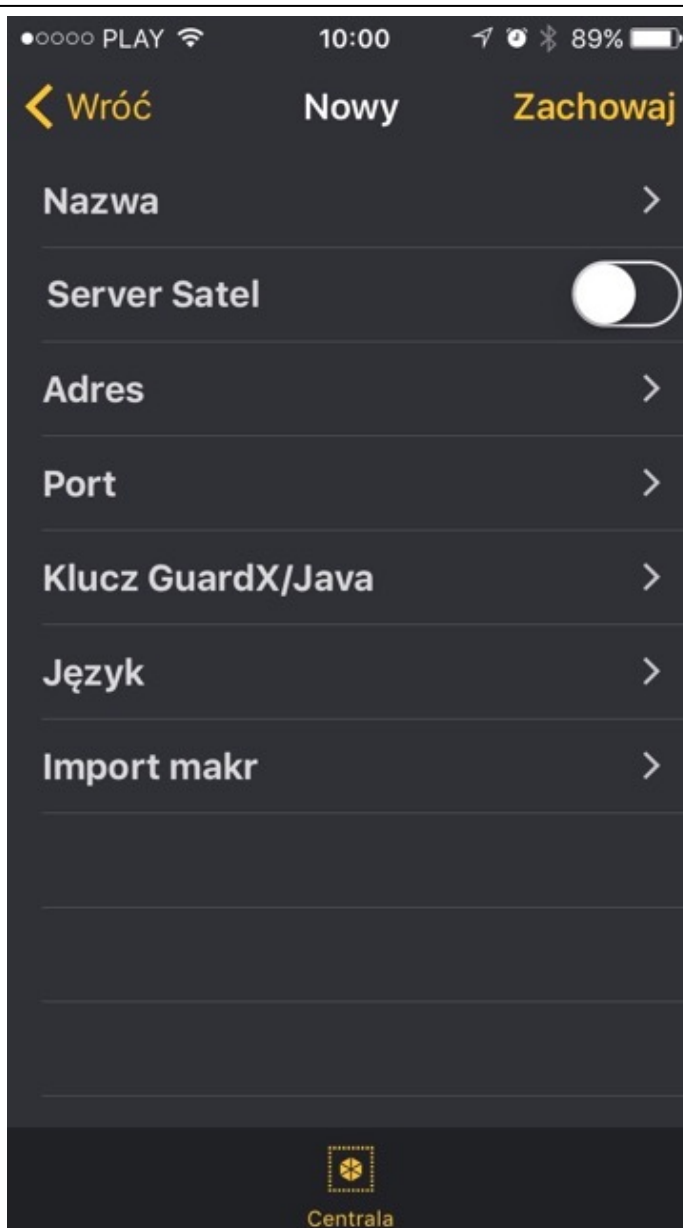 PLAY 10:00 89%
Wróć Nowy Zachowaj
Nazwa
Server Satel
Adres
Port
Klucz GuardX/Java
Język
Import makr
Centrala